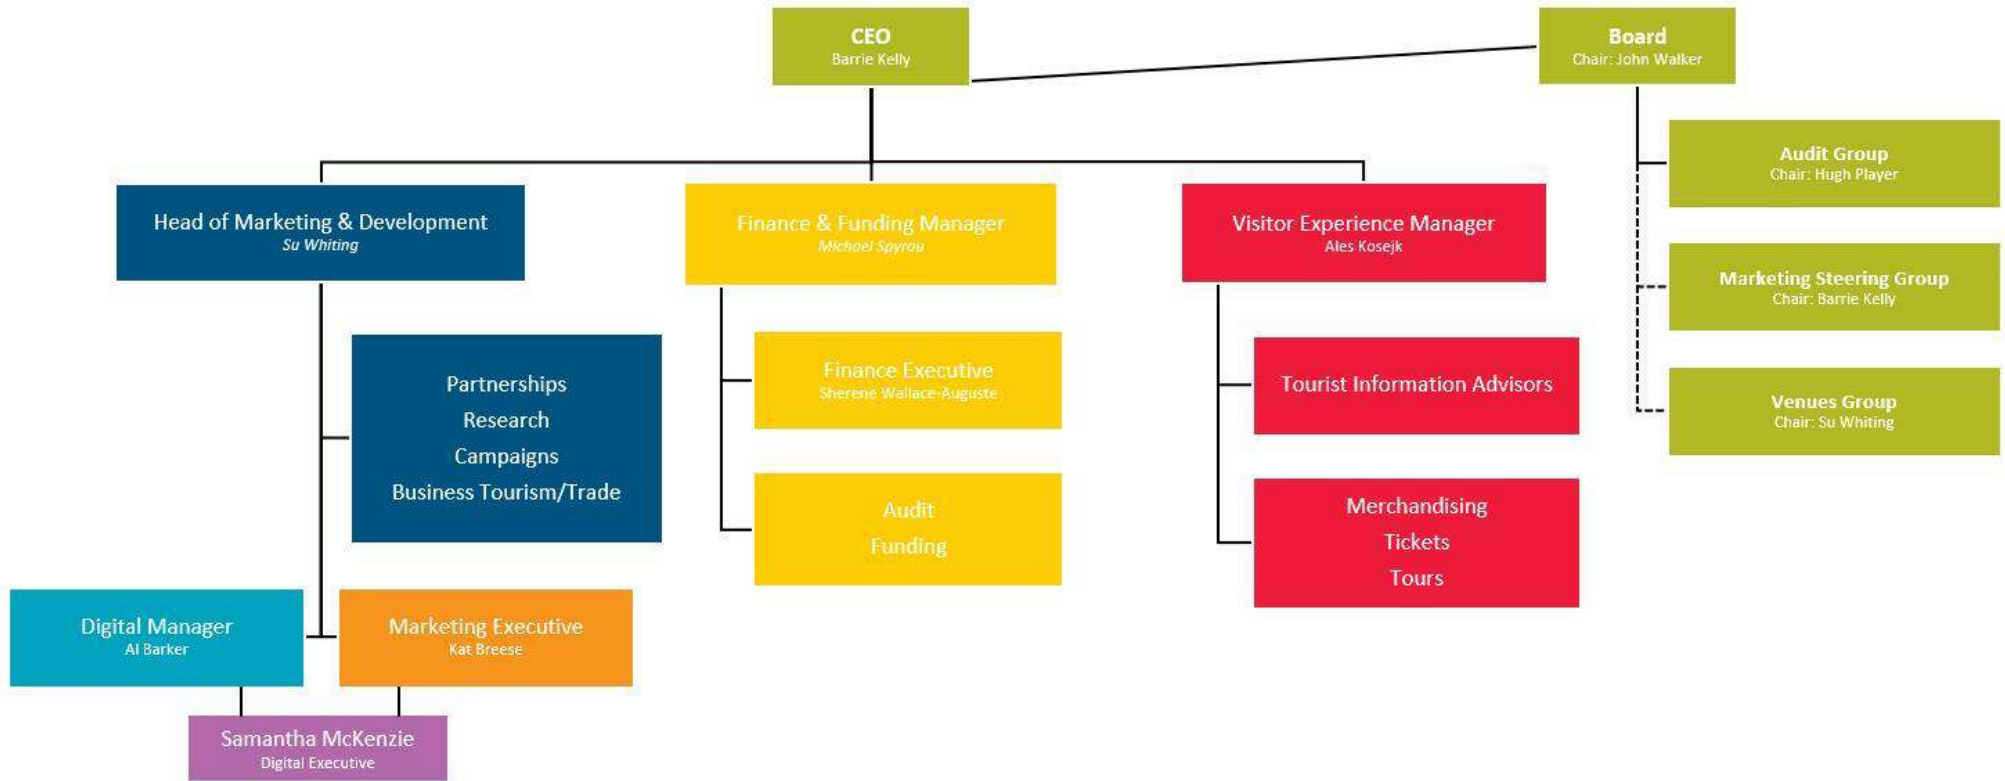 CEO
Barrie Kelly
Board
Chair: John Walker
Audit Group
Chair: Hugh Player
Marketing Steering Group
Chair: Barrie Kelly
Venues Group
Chair: Su Whiting
Head of Marketing & Development
Su Whiting
Partnerships
Research
Campaigns
Business Tourism/Trade
Digital Manager
Al Barker
Marketing Executive
Kat Breese
Samantha McKenzie
Digital Executive
Finance & Funding Manager
Michael Spyrou
Finance Executive
Sherene Wallace-Auguste
Audit
Funding
Visitor Experience Manager
Ales Kosejk
Tourist Information Advisors
Merchandising
Tickets
Tours